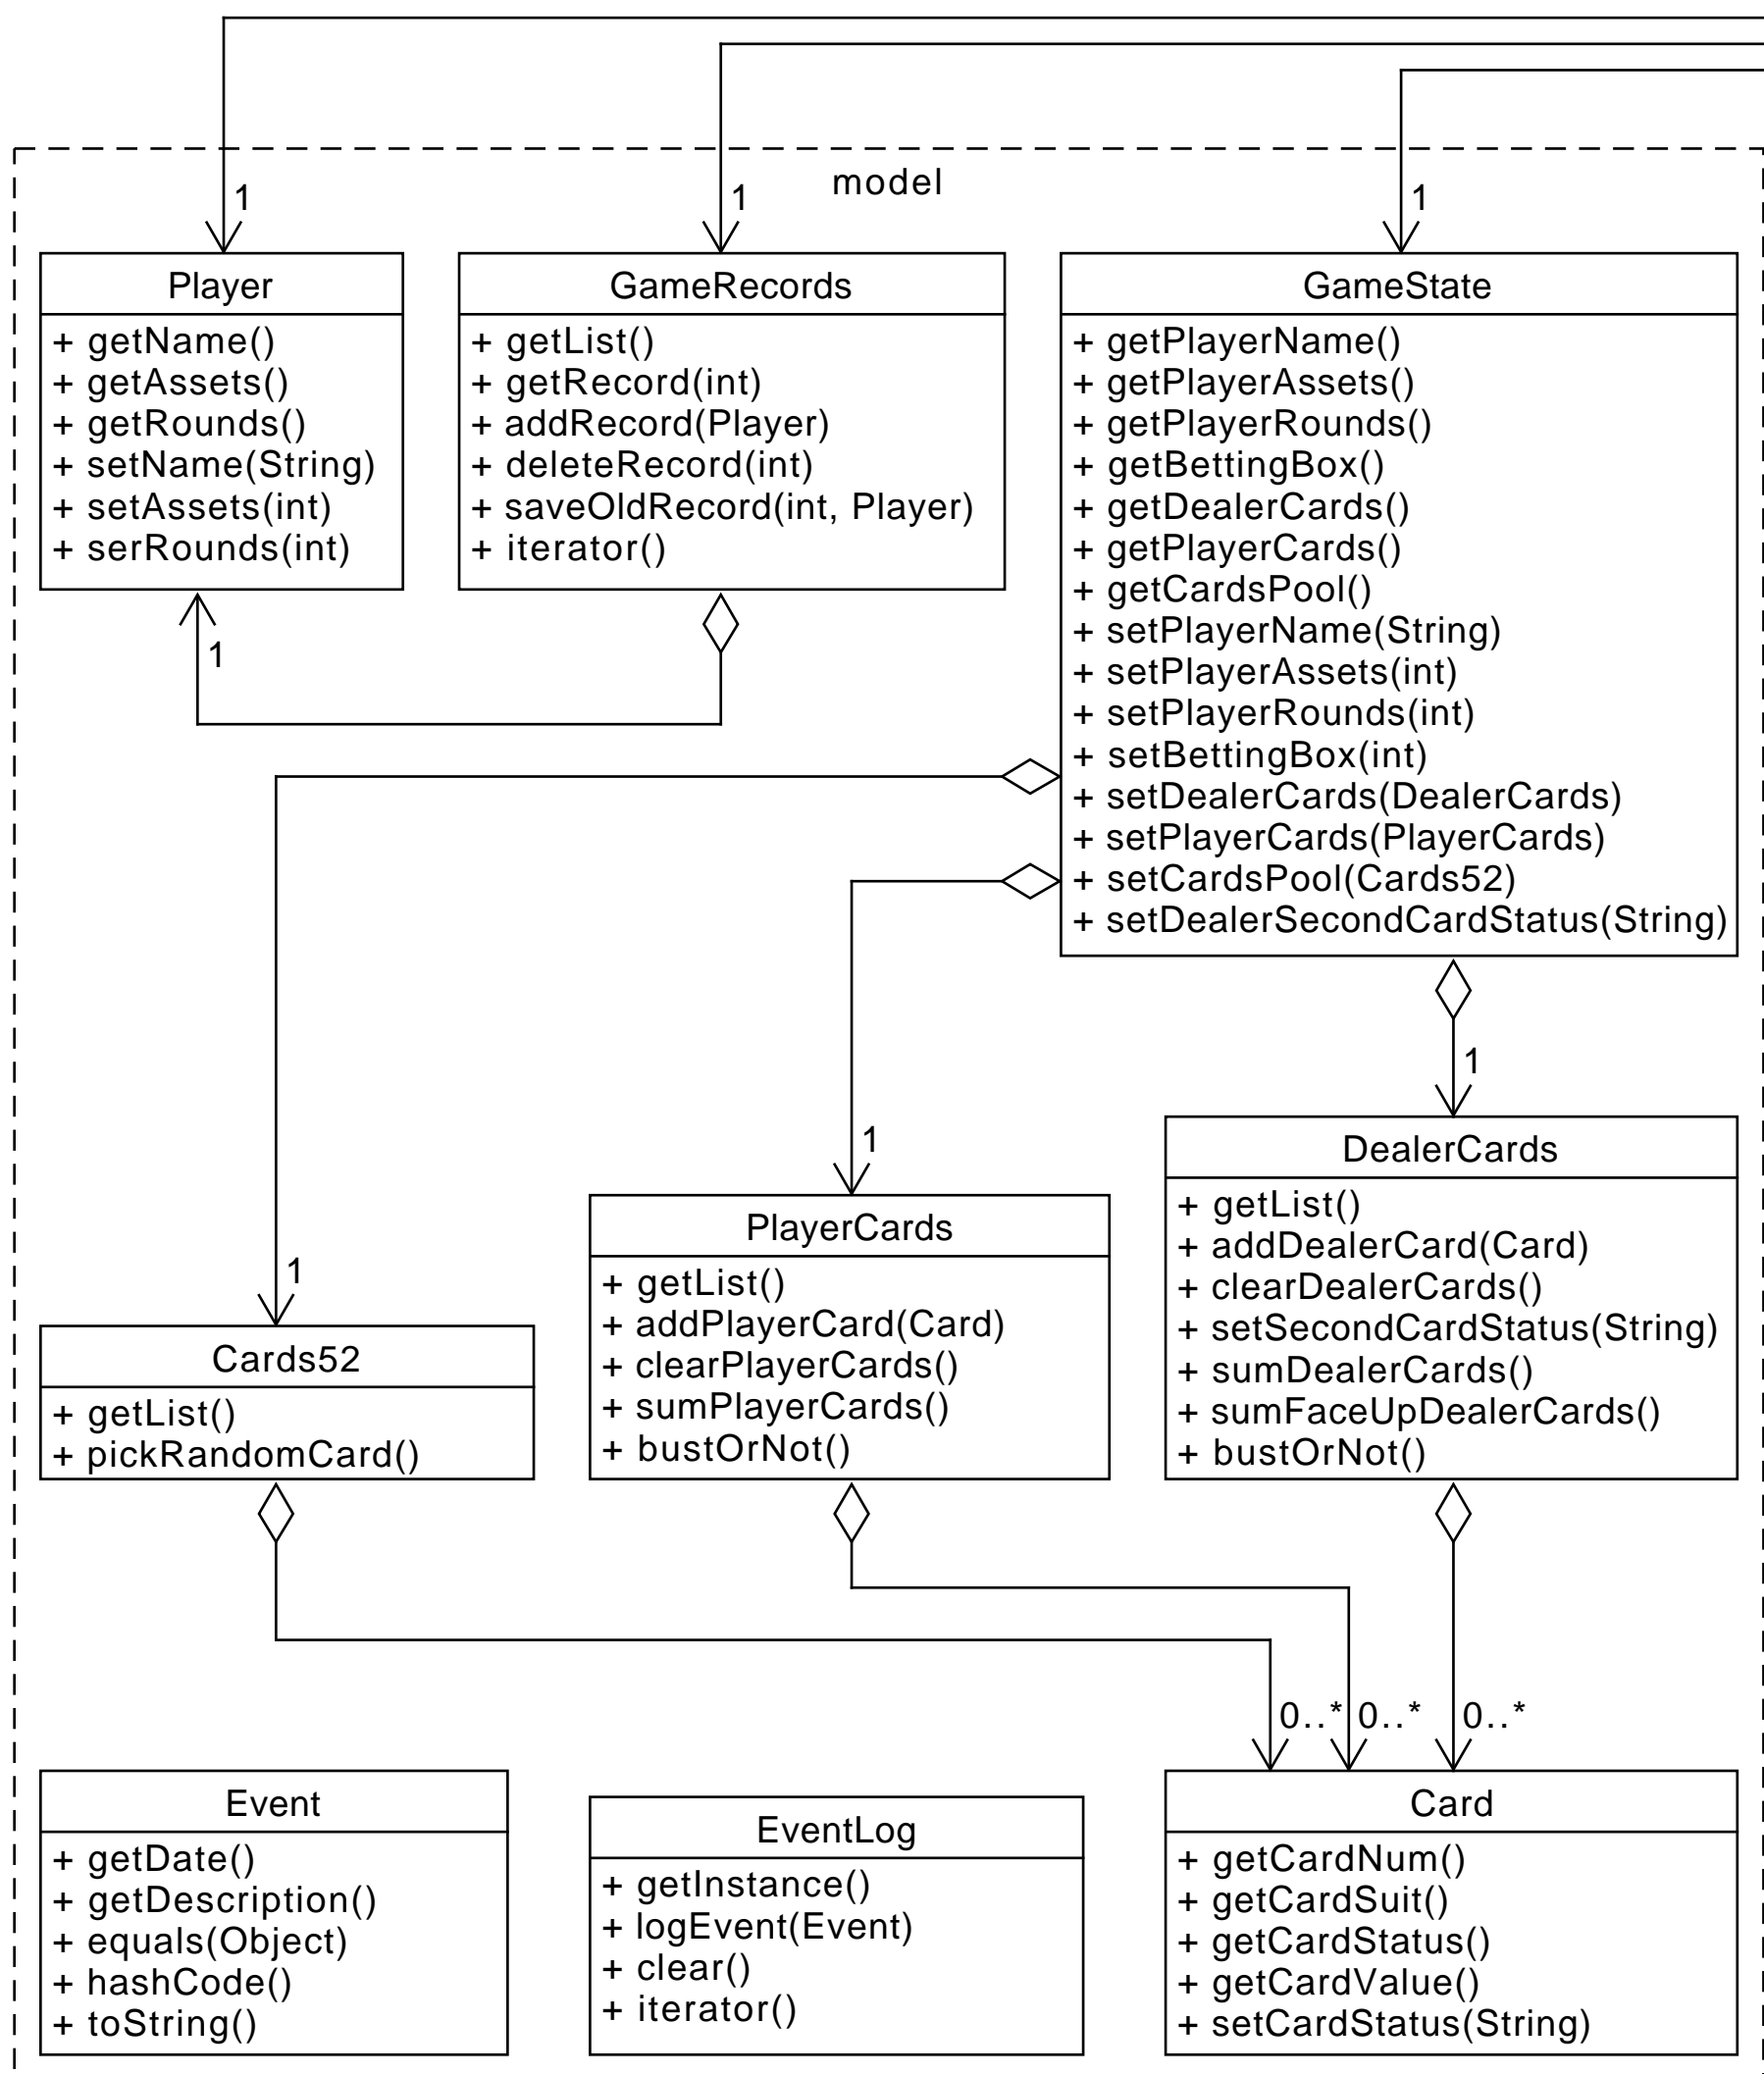 model
1
1
1
Player
+ getName()
+ getAssets()
+ getRounds()
+ setName(String)
+ setAssets(int)
+ serRounds(int)
GameRecords
+ getList()
+ getRecord(int)
+ addRecord(Player)
+ deleteRecord(int)
+ saveOldRecord(int, Player)
+ iterator()
GameState
+ getPlayerName()
+ getPlayerAssets()
+ getPlayerRounds()
+ getBettingBox()
+ getDealerCards()
+ getPlayerCards()
+ getCardsPool()
+ setPlayerName(String)
+ setPlayerAssets(int)
+ setPlayerRounds(int)
+ setBettingBox(int)
+ setDealerCards(DealerCards)
+ setPlayerCards(PlayerCards)
+ setCardsPool(Cards52)
+ setDealerSecondCardStatus(String)
1
1
1
1
Cards52
+ getList()
+ pickRandomCard()
PlayerCards
+ getList()
+ addPlayerCard(Card)
+ clearPlayerCards()
+ sumPlayerCards()
+ bustOrNot()
DealerCards
+ getList()
+ addDealerCard(Card)
+ clearDealerCards()
+ setSecondCardStatus(String)
+ sumDealerCards()
+ sumFaceUpDealerCards()
+ bustOrNot()
0..*
0..*
0..*
Event
+ getDate()
+ getDescription()
+ equals(Object)
+ hashCode()
+ toString()
EventLog
+ getInstance()
+ logEvent(Event)
+ clear()
+ iterator()
Card
+ getCardNum()
+ getCardSuit()
+ getCardStatus()
+ getCardValue()
+ setCardStatus(String)